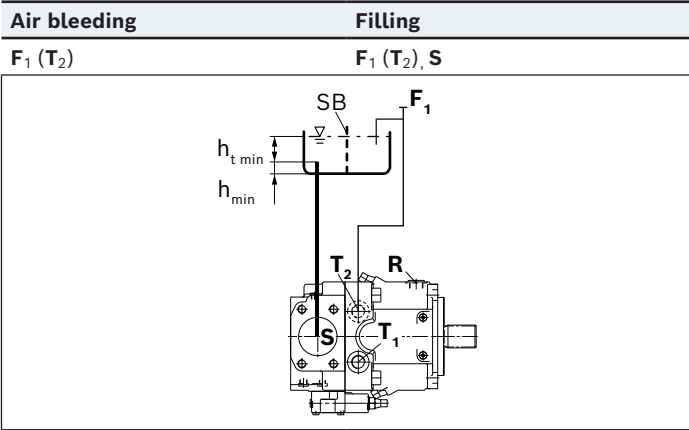 Air bleeding Filling
F₁ (T₂) F₁ (T₂), S
SB F₁
hₜ ₘᵢₙ
hₘᵢₙ
T₂ R
S T₁